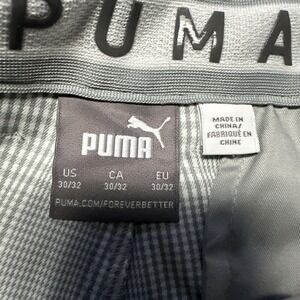 PUMA
PUMA
US CA EU
30/32 30/32 30/32
PUMA.COM/FOREVERBETTER
MADE IN
CHINA/
FABRIQUÉ EN
CHINE